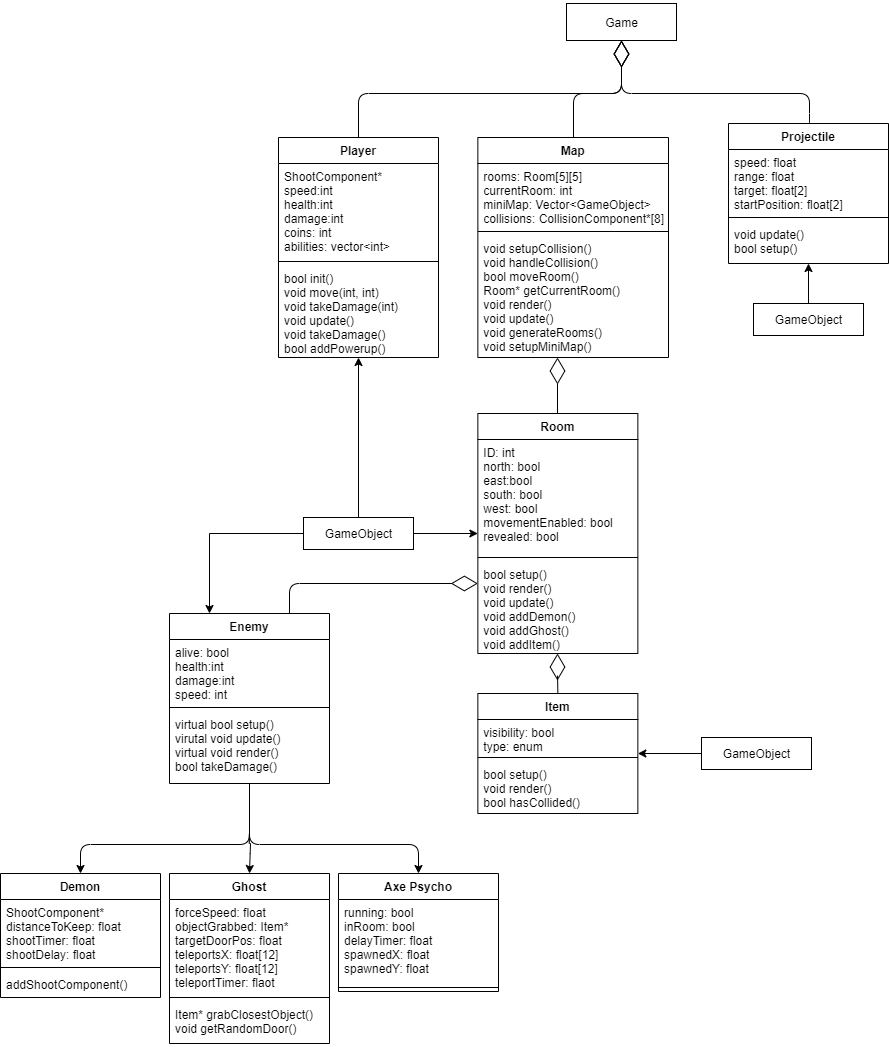 Game
Player
ShootComponent*
speed:int
health:int
damage:int
coins: int
abilities: vector<int>
bool init()
void move(int, int)
void takeDamage(int)
void update()
void takeDamage()
bool addPowerup()
Map
rooms: Room[5][5]
currentRoom: int
miniMap: Vector<GameObject>
collisions: CollisionComponent*[8]
void setupCollision()
void handleCollision()
bool moveRoom()
Room* getCurrentRoom()
void render()
void update()
void generateRooms()
void setupMiniMap()
Projectile
speed: float
range: float
target: float[2]
startPosition: float[2]
void update()
bool setup()
GameObject
Room
ID: int
north: bool
east:bool
south: bool
west: bool
movementEnabled: bool
revealed: bool
bool setup()
void render()
void update()
void addDemon()
void addGhost()
void addItem()
GameObject
Enemy
alive: bool
health:int
damage:int
speed: int
virtual bool setup()
virutal void update()
virtual void render()
bool takeDamage()
Item
visibility: bool
type: enum
bool setup()
void render()
bool hasCollided()
GameObject
Demon
ShootComponent*
distanceToKeep: float
shootTimer: float
shootDelay: float
addShootComponent()
Ghost
forceSpeed: float
objectGrabbed: Item*
targetDoorPos: float
teleportsX: float[12]
teleportsY: float[12]
teleportTimer: flaot
Item* grabClosestObject()
void getRandomDoor()
Axe Psycho
running: bool
inRoom: bool
delayTimer: float
spawnedX: float
spawnedY: float